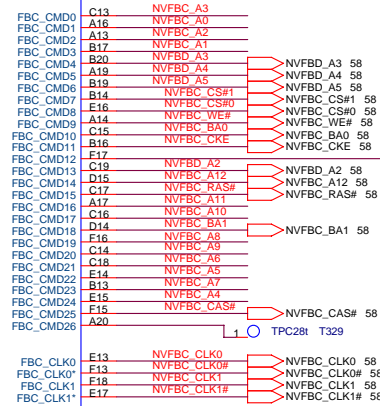 FBC_CMD0 C13 NVFBC_A3
FBC_CMD1 A16 NVFBC_A0
FBC_CMD2 A13 NVFBC_A2
FBC_CMD3 B17 NVFBC_A1
FBC_CMD4 B20 NVFBD_A3 NVFBD_A3 58
FBC_CMD5 A19 NVFBD_A4 NVFBD_A4 58
FBC_CMD6 B19 NVFBD_A5 NVFBD_A5 58
FBC_CMD7 B14 NVFBC_CS#1 NVFBC_CS#1 58
FBC_CMD8 E16 NVFBC_CS#0 NVFBC_CS#0 58
FBC_CMD9 A14 NVFBC_WE# NVFBC_WE# 58
FBC_CMD10 C15 NVFBC_BA0 NVFBC_BA0 58
FBC_CMD11 B16 NVFBC_CKE NVFBC_CKE 58
FBC_CMD12 F17
FBC_CMD13 C19 NVFBD_A2 NVFBD_A2 58
FBC_CMD14 D15 NVFBC_A12 NVFBC_A12 58
FBC_CMD15 C17 NVFBC_RAS# NVFBC_RAS# 58
FBC_CMD16 A17 NVFBC_A11
FBC_CMD17 C16 NVFBC_A10
FBC_CMD18 D14 NVFBC_BA1 NVFBC_BA1 58
FBC_CMD19 F16 NVFBC_A8
FBC_CMD20 C14 NVFBC_A9
FBC_CMD21 C18 NVFBC_A6
FBC_CMD22 E14 NVFBC_A5
FBC_CMD23 B13 NVFBC_A7
FBC_CMD24 E15 NVFBC_A4
FBC_CMD25 F15 NVFBC_CAS# NVFBC_CAS# 58
FBC_CMD26 A20
1 TPC28t T329
FBC_CLK0 E13 NVFBC_CLK0 NVFBC_CLK0 58
FBC_CLK0* F13 NVFBC_CLK0# NVFBC_CLK0# 58
FBC_CLK1 F18 NVFBC_CLK1 NVFBC_CLK1 58
FBC_CLK1* E17 NVFBC_CLK1# NVFBC_CLK1# 58